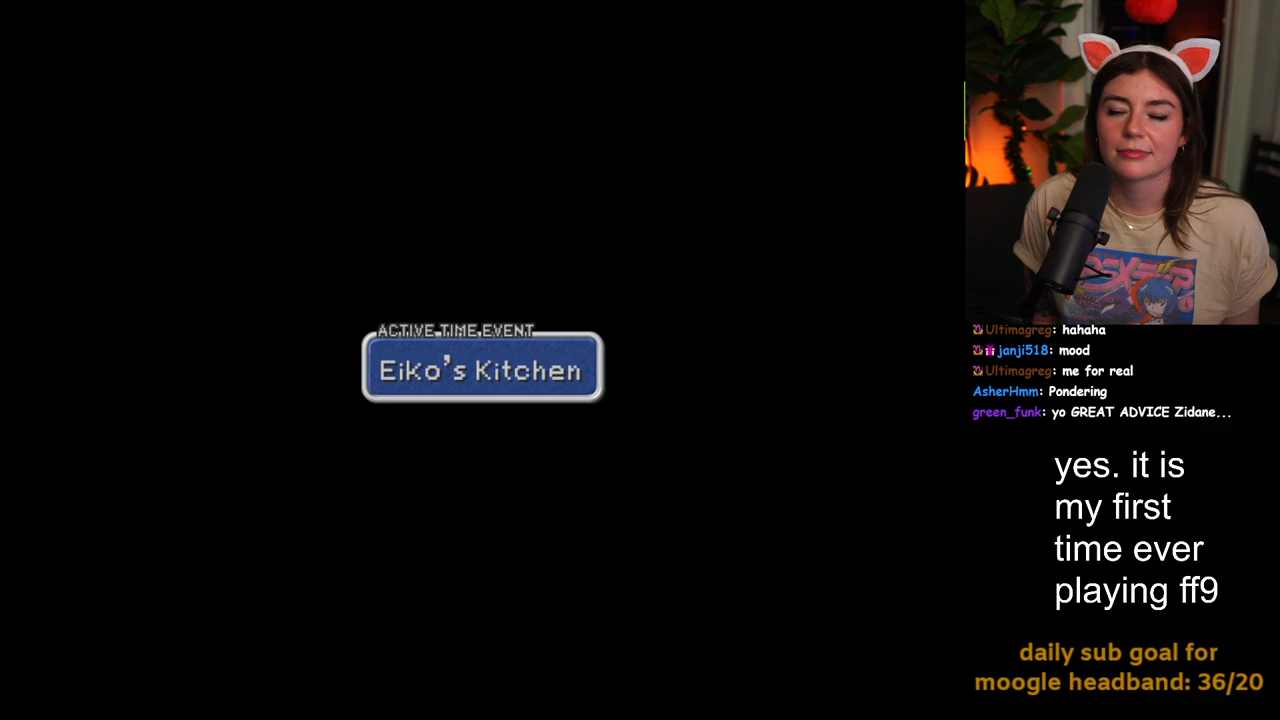 ACTIVE TIME EVENT
Eiko's Kitchen
Ultimagreg: hahaha
janji518: mood
Ultimagreg: me for real
AsherHmm: Pondering
green_funk: yo GREAT ADVICE Zidane...
yes. it is
my first
time ever
playing ff9
daily sub goal for
moogle headband: 36/20